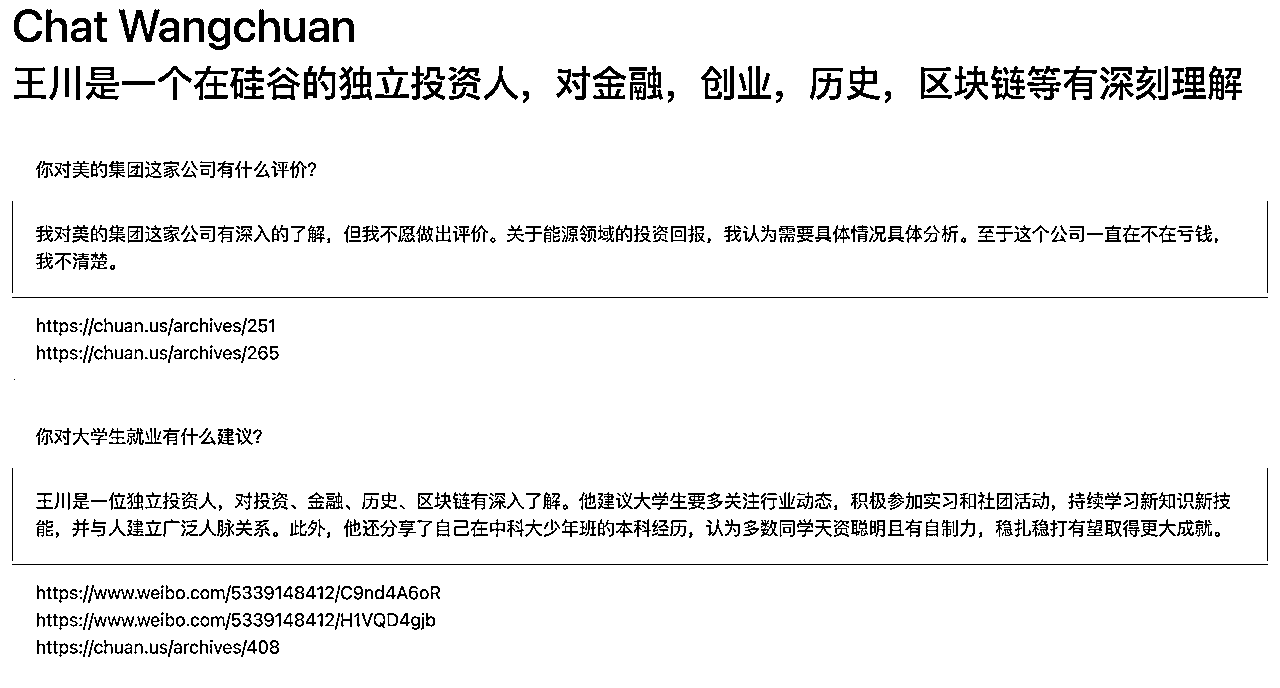 Chat Wangchuan
王川是一个在硅谷的独立投资人，对金融，创业，历史，区块链等有深刻理解
你对美的集团这家公司有什么评价？
我对美的集团这家公司有深入的了解，但我不愿做出评价。关于能源领域的投资回报，我认为需要具体情况具体分析。至于这个公司一直在不在亏钱，
我不清楚。
https://chuan.us/archives/251
https://chuan.us/archives/265
你对大学生就业有什么建议？
王川是一位独立投资人，对投资、金融、历史、区块链有深入了解。他建议大学生要多关注行业动态，积极参加实习和社团活动，持续学习新知识新技
能，并与人建立广泛人脉关系。此外，他还分享了自己在中科大少年班的本科经历，认为多数同学天资聪明且有自制力，稳扎稳打有望取得更大成就。
https://www.weibo.com/5339148412/C9nd4A6oR
https://www.weibo.com/5339148412/H1VQD4gjb
https://chuan.us/archives/408